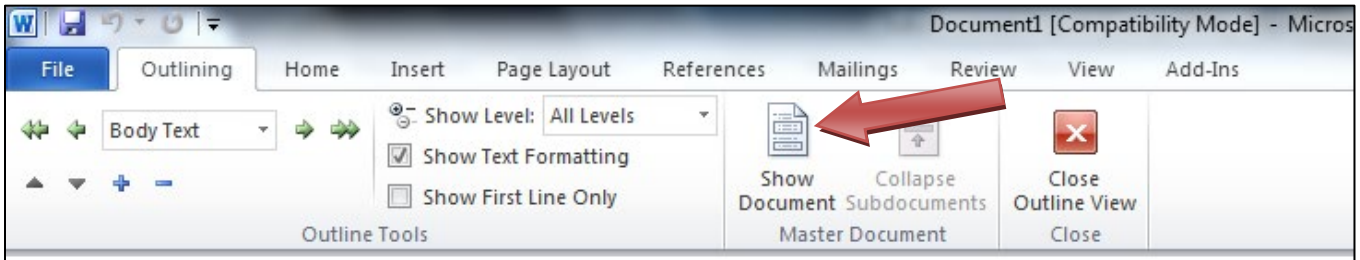 Document1 [Compatibility Mode] - Micros
File Outlining Home Insert Page Layout References Mailings Review View Add-Ins
Body Text Show Level: All Levels
Show Text Formatting
Show First Line Only
Show Document
Collapse Subdocuments
Close Outline View
Outline Tools Master Document Close